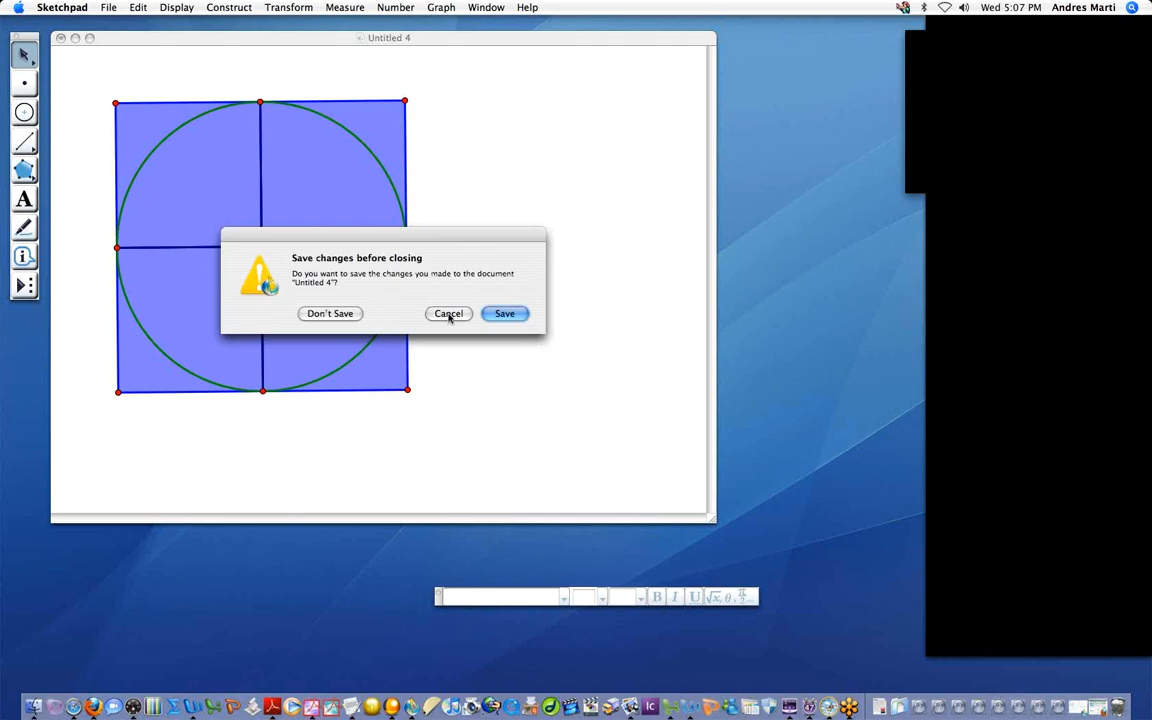 Sketchpad File Edit Display Construct Transform Measure Number Graph Window Help Wed 5:07 PM Andres Marti
Untitled 4
A
Save changes before closing
Do you want to save the changes you made to the document
"Untitled 4"?
Don't Save Cancel Save
B I U √x, θ, π/2...